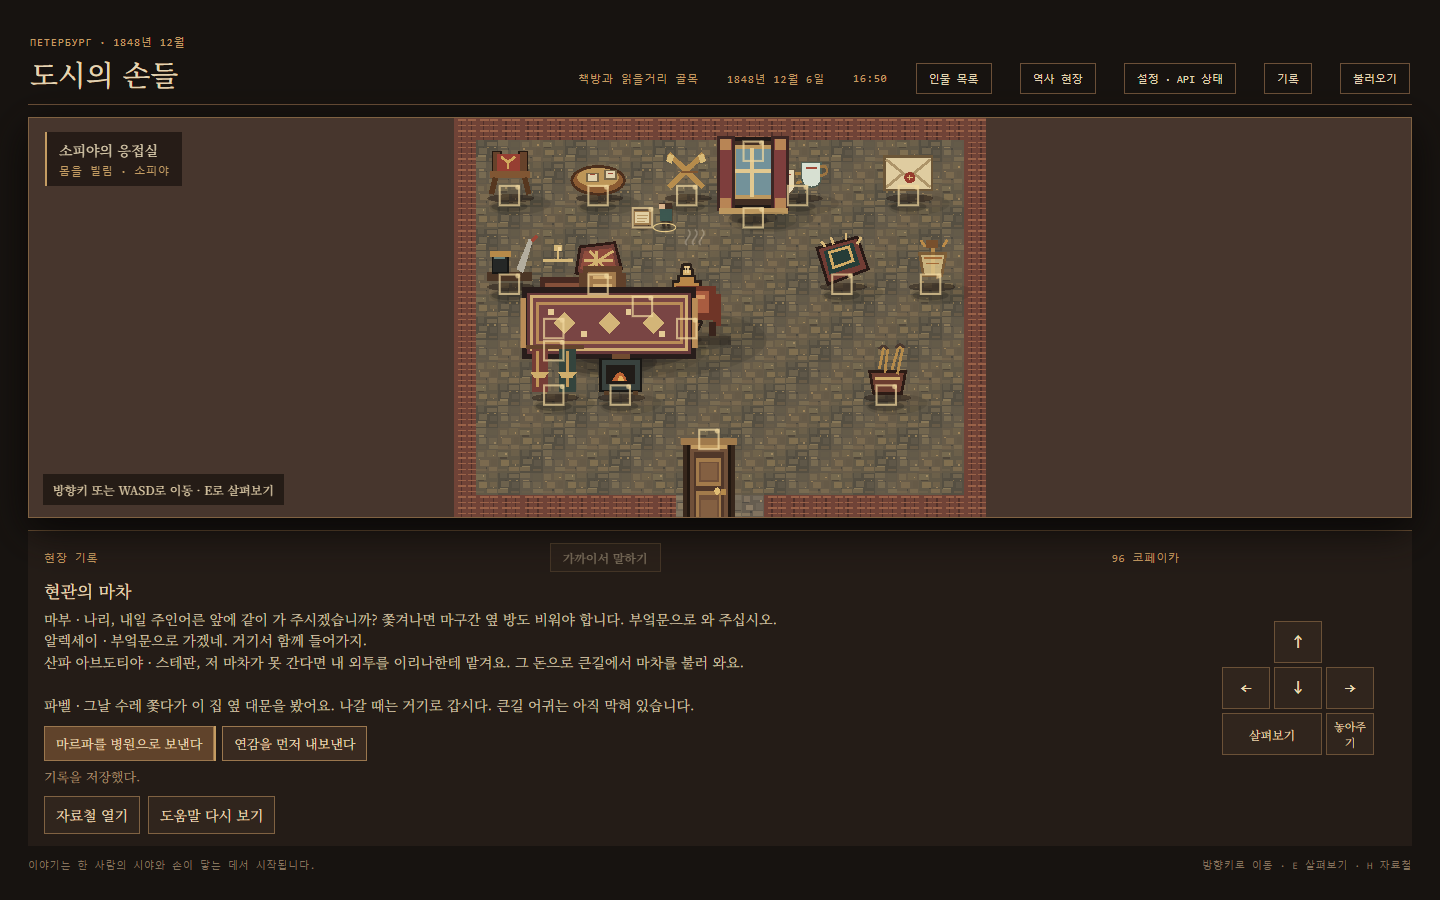 ПЕТЕРБУРГ · 1848년 12월
도시의 손들
책방과 읽을거리 골목
1848년 12월 6일
16:50
인물 목록
역사 현장
설정 · API 상태
기록
불러오기
소피야의 응접실
몸을 빌림 · 소피야
방향키 또는 WASD로 이동 · E로 살펴보기
현장 기록
가까이서 말하기
96 코페이카
현관의 마차
마부 · 나리, 내일 주인어른 앞에 같이 가 주시겠습니까? 쫓겨나면 마구간 옆 방도 비워야 합니다. 부엌문으로 와 주십시오.
알렉세이 · 부엌문으로 가겠네. 거기서 함께 들어가지.
산파 아브도티야 · 스테판, 저 마차가 못 간다면 내 외투를 이리나한테 맡겨요. 그 돈으로 큰길에서 마차를 불러 와요.
파벨 · 그날 수레 쫓다가 이 집 옆 대문을 봤어요. 나갈 때는 거기로 갑시다. 큰길 어귀는 아직 막혀 있습니다.
마르파를 병원으로 보낸다
연감을 먼저 내보낸다
기록을 저장했다.
자료철 열기
도움말 다시 보기
↑
←
↓
→
살펴보기
놓아주
기
이야기는 한 사람의 시야와 손이 닿는 데서 시작됩니다.
방향키로 이동 · E 살펴보기 · H 자료철